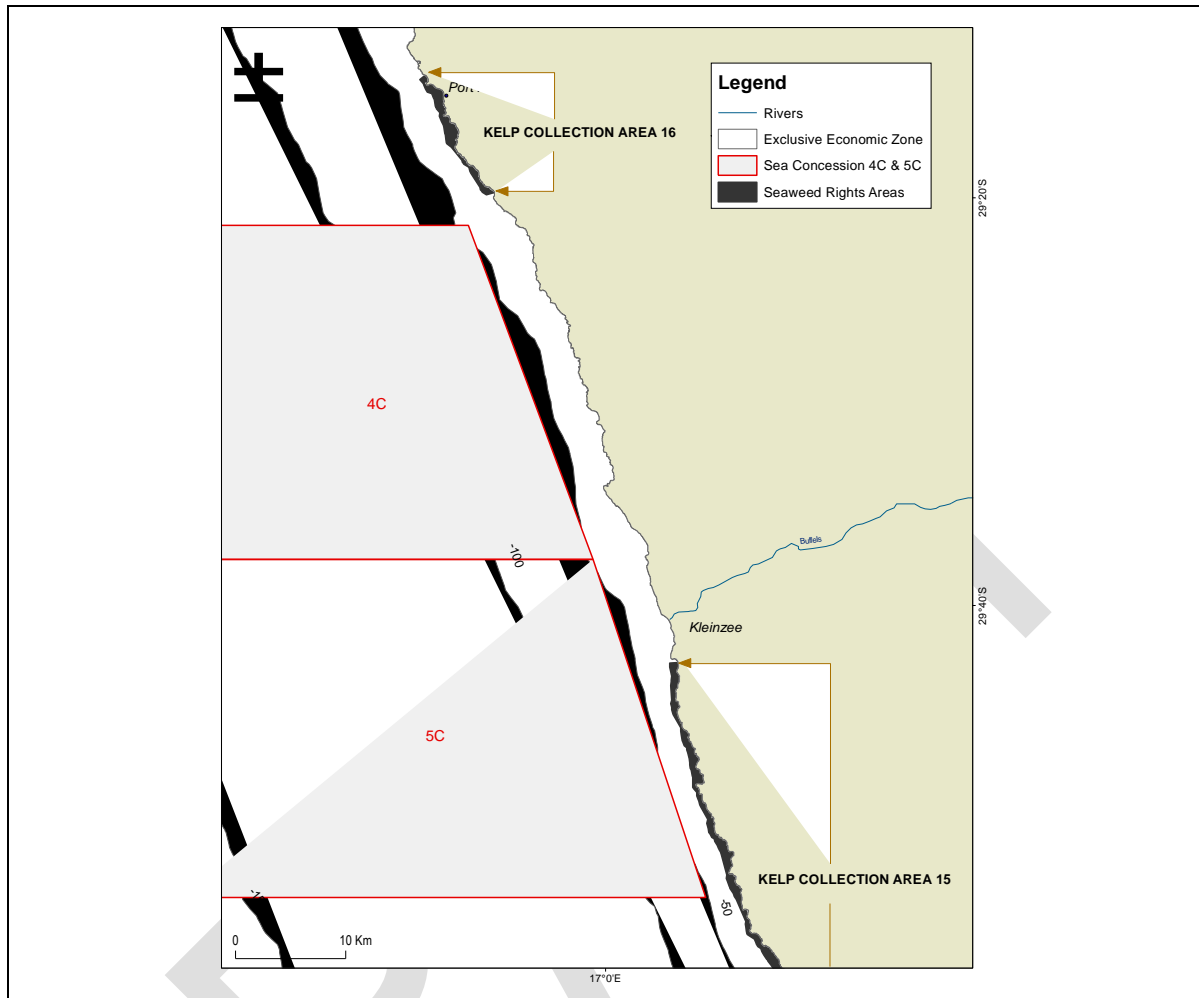 Port
KELP COLLECTION AREA 16
Legend
Rivers
Exclusive Economic Zone
Sea Concession 4C & 5C
Seaweed Rights Areas
29°20'S
4C
-100
Buffels
29°40'S
Kleinzee
5C
KELP COLLECTION AREA 15
-50
0 10 Km
17°0'E